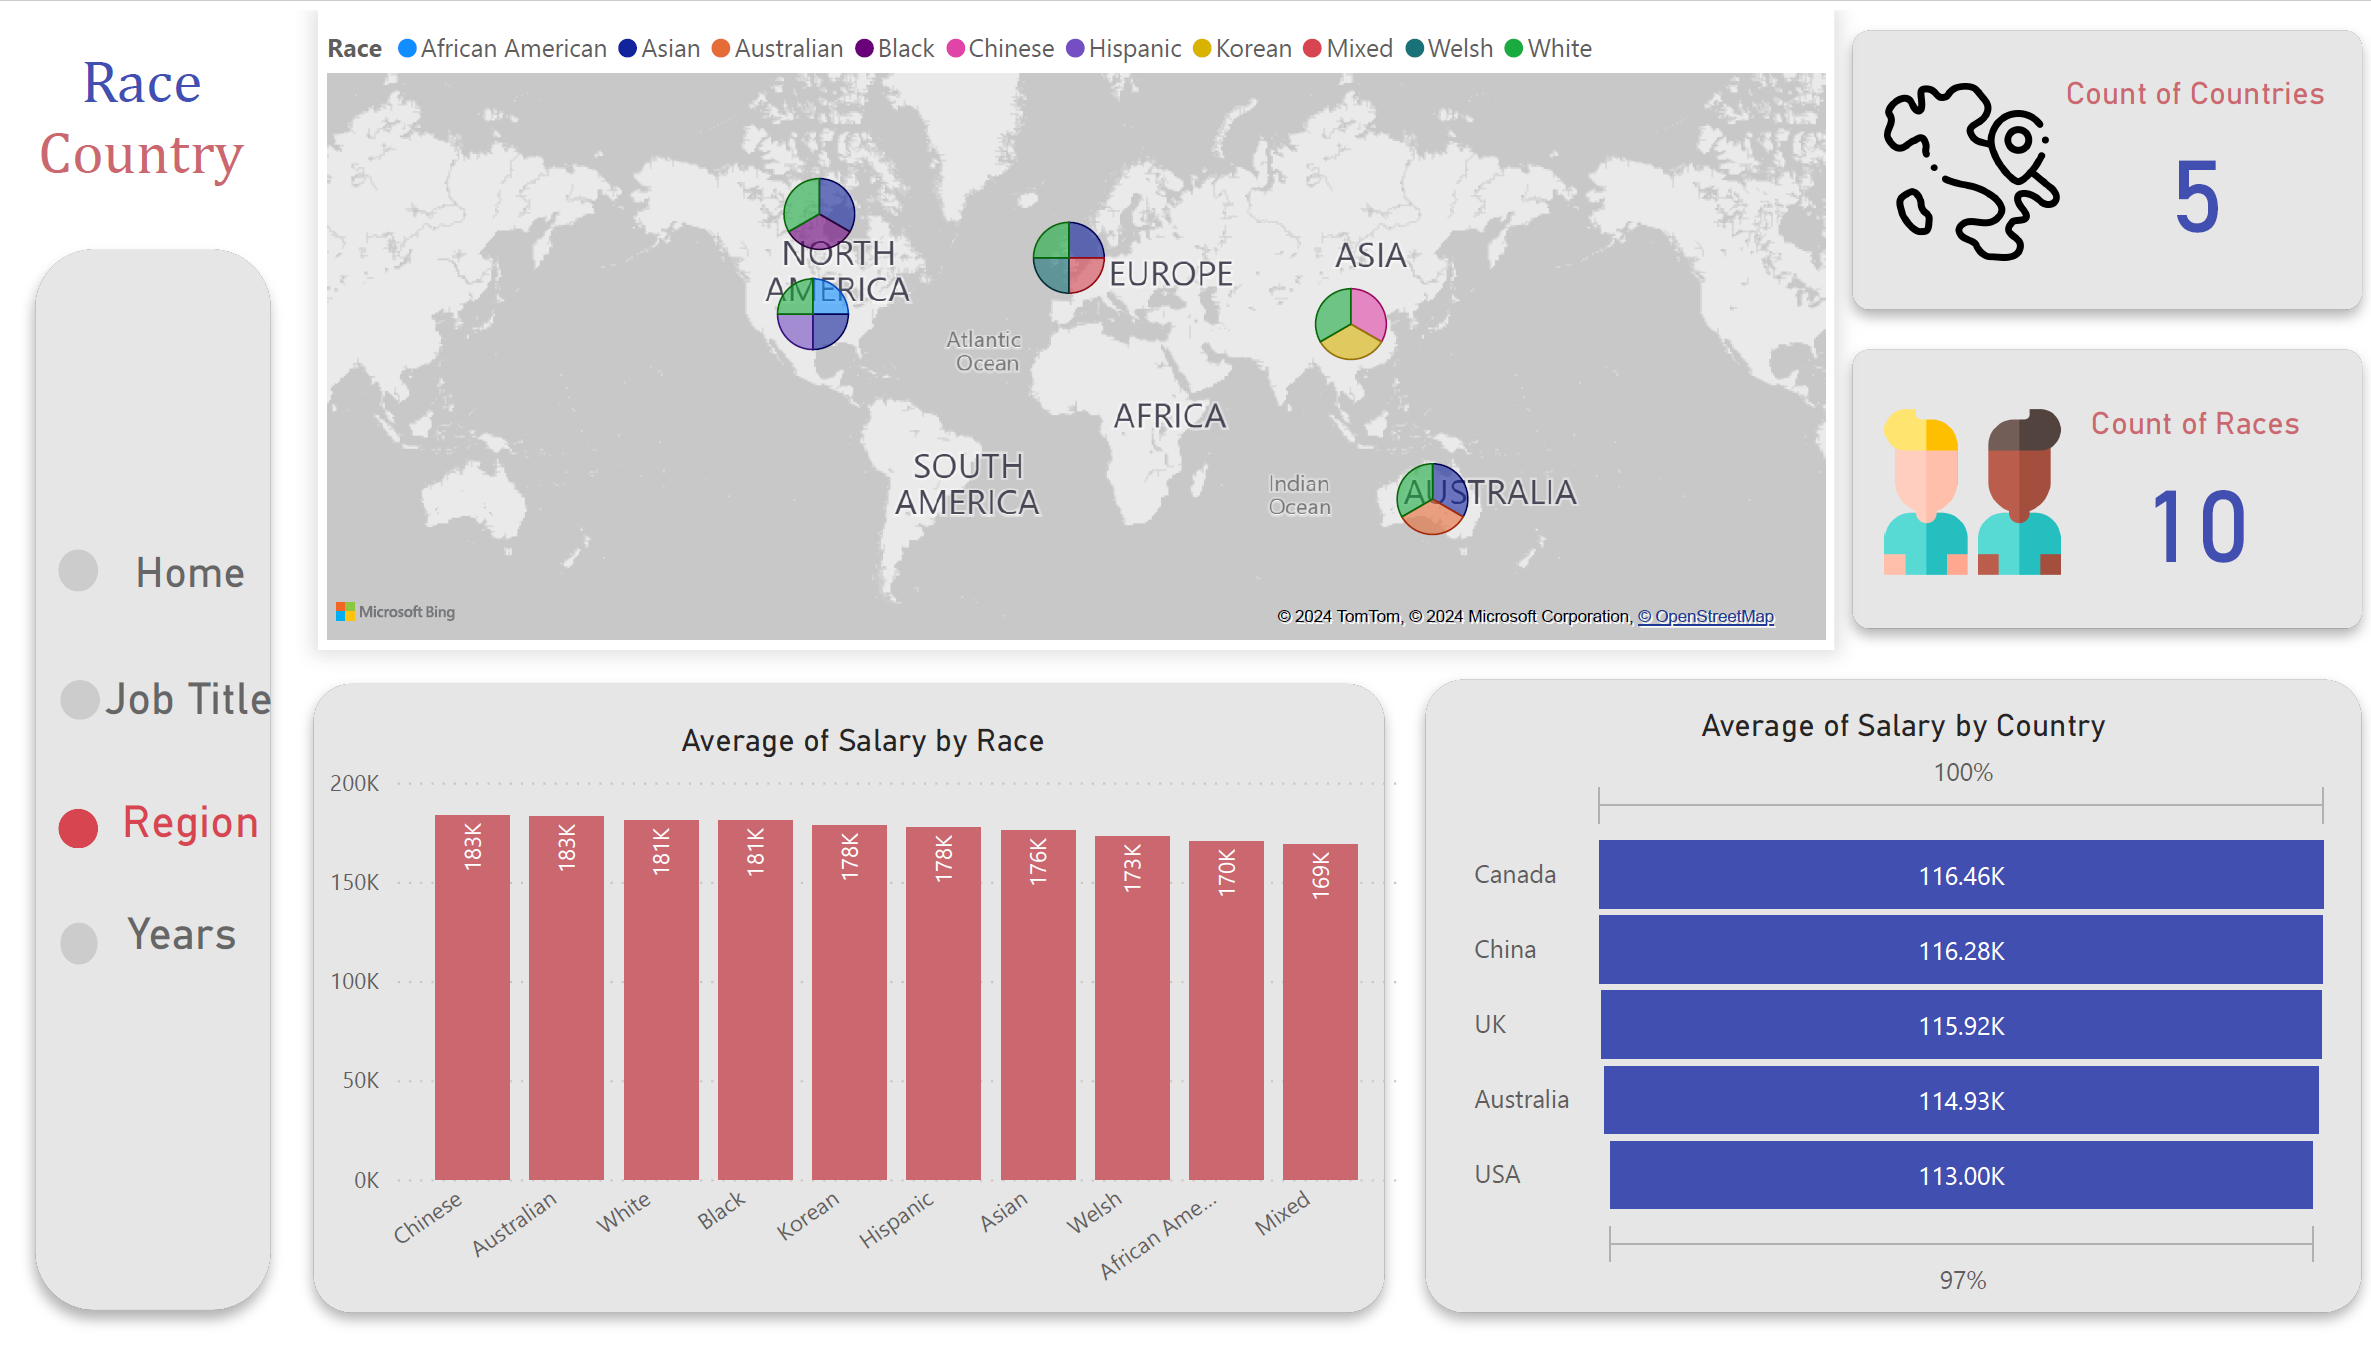 Race
Country
Home
Job Title
Region
Years
Race African American Asian Australian Black Chinese Hispanic Korean Mixed Welsh White
NORTH
AMERICA
EUROPE
ASIA
Atlantic
Ocean
AFRICA
SOUTH
AMERICA
Indian
Ocean
AUSTRALIA
Microsoft Bing
© 2024 TomTom, © 2024 Microsoft Corporation, © OpenStreetMap
Count of Countries
5
Count of Races
10
Average of Salary by Race
200K
150K
100K
50K
0K
183K
183K
181K
181K
178K
178K
176K
173K
170K
169K
Chinese
Australian
White
Black
Korean
Hispanic
Asian
Welsh
African Ame...
Mixed
Average of Salary by Country
100%
Canada 116.46K
China 116.28K
UK 115.92K
Australia 114.93K
USA 113.00K
97%